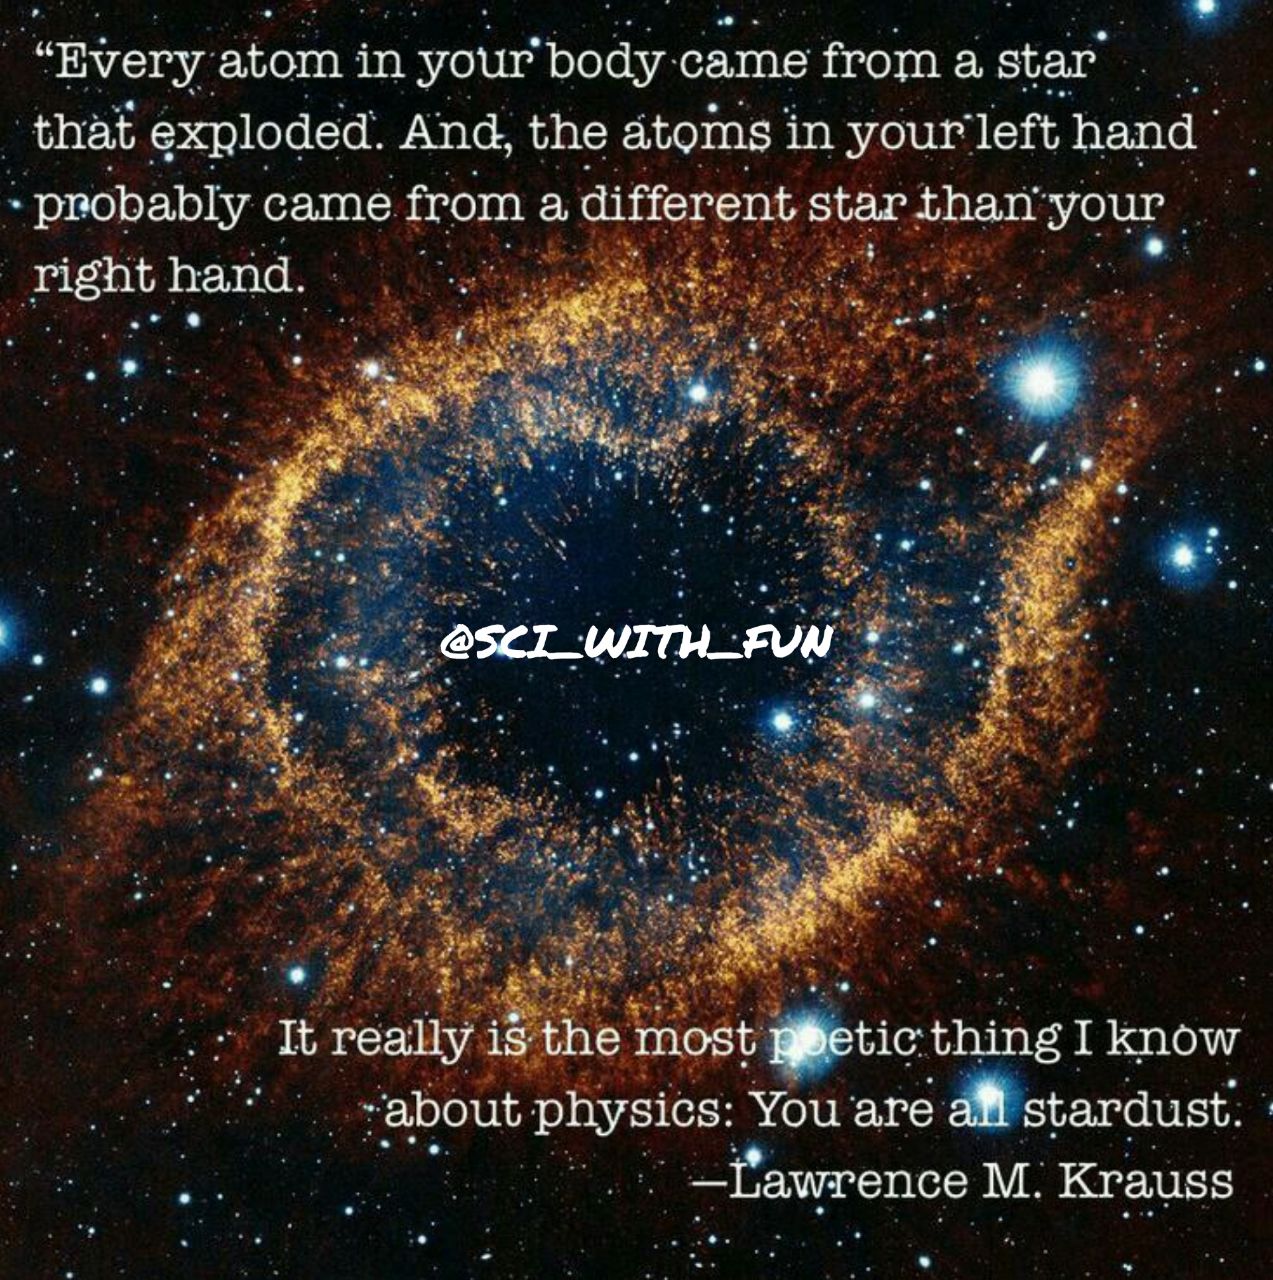 “Every atom in your body came from a star
that exploded. And, the atoms in your left hand
probably came from a different star than your
right hand.
@SCI_WITH_FUN
It really is the most poetic thing I know
about physics: You are all stardust.
—Lawrence M. Krauss